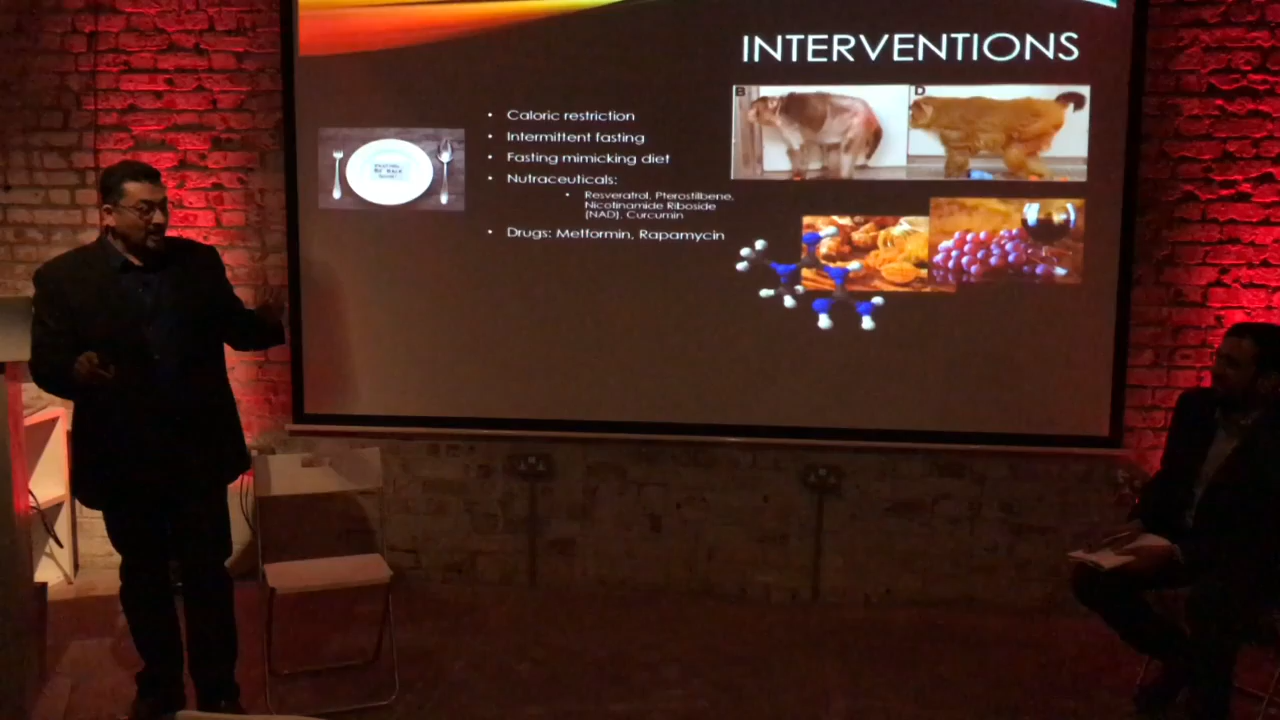 INTERVENTIONS
B
D
• Caloric restriction
• Intermittent fasting
• Fasting mimicking diet
• Nutraceuticals:
• Resveratrol, Pterostilbene,
Nicotinamide Riboside
(NAD), Curcumin
• Drugs: Metformin, Rapamycin